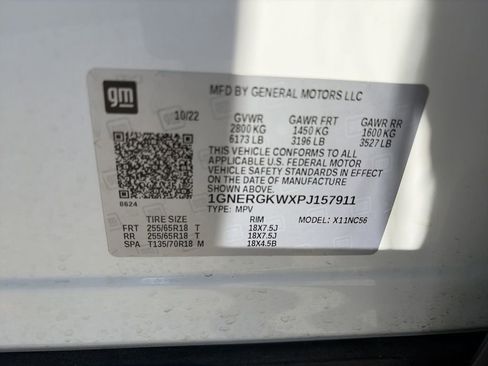 gm
MFD BY GENERAL MOTORS LLC
10/22 GVWR GAWR FRT GAWR RR
2800 KG 1450 KG 1600 KG
6173 LB 3196 LB 3527 LB
THIS VEHICLE CONFORMS TO ALL
APPLICABLE U.S. FEDERAL MOTOR
VEHICLE SAFETY STANDARDS IN EFFECT
ON THE DATE OF MANUFACTURE SHOWN ABOVE.
1GNERGKWXPJ157911
0624 TYPE: MPV MODEL: X11NC56
TIRE SIZE RIM
FRT 255/65R18 T 18X7.5J
RR 255/65R18 T 18X7.5J
SPA T135/70R18 M 18X4.5B